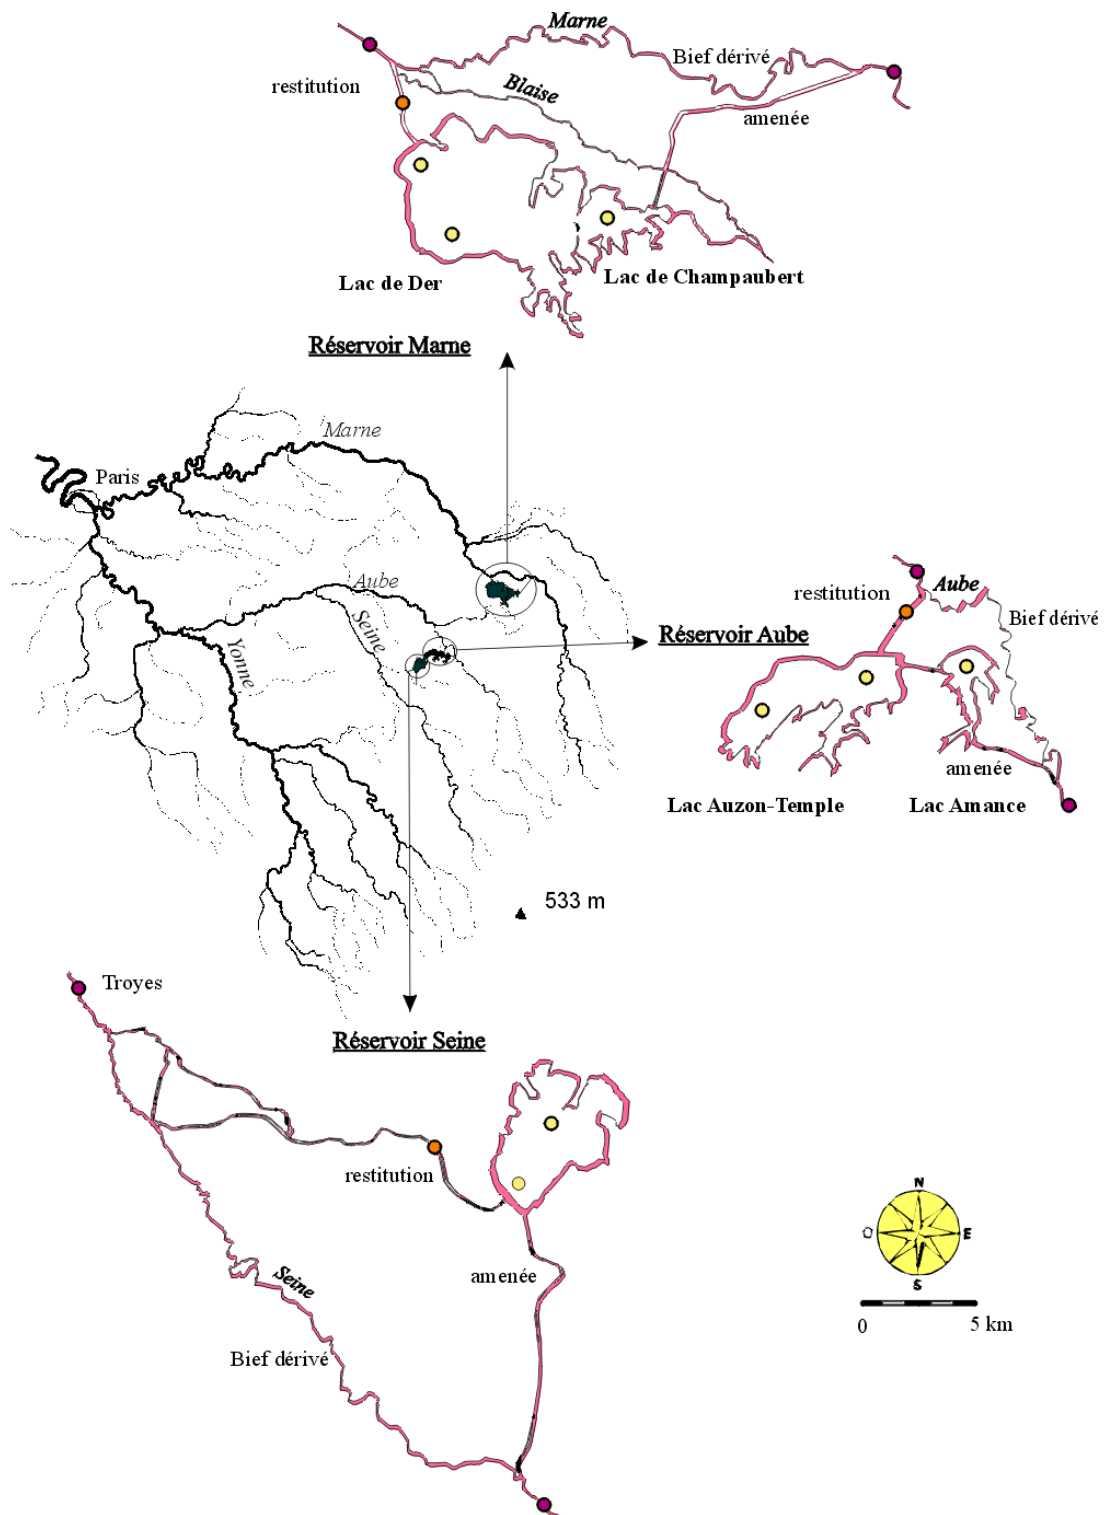 Marne
Bief dérivé
restitution
Blaise
amenée
Lac de Der
Lac de Champaubert
Réservoir Marne
Marne
Paris
Aube
Seine
Yonne
Réservoir Aube
restitution
Aube
Bief dérivé
amenée
Lac Auzon-Temple
Lac Amance
533 m
Troyes
Réservoir Seine
restitution
amenée
Seine
Bief dérivé
N
O
E
S
0
5 km